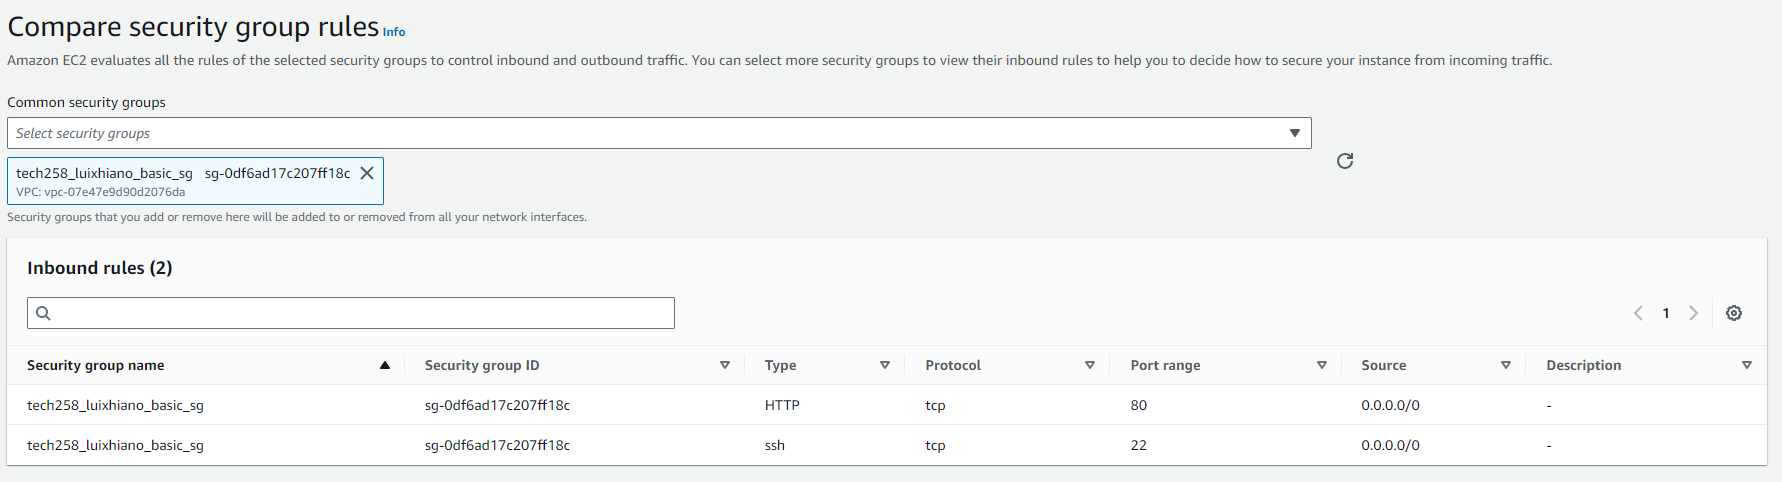 Compare security group rules Info
Amazon EC2 evaluates all the rules of the selected security groups to control inbound and outbound traffic. You can select more security groups to view their inbound rules to help you to decide how to secure your instance from incoming traffic.
Common security groups
Select security groups
tech258_luixhiano_basic_sg sg-0df6ad17c207ff18c
VPC: vpc-07e47e9d90d2076da
Security groups that you add or remove here will be added to or removed from all your network interfaces.
Inbound rules (2)
1
Security group name Security group ID Type Protocol Port range Source Description
tech258_luixhiano_basic_sg sg-0df6ad17c207ff18c HTTP tcp 80 0.0.0.0/0 -
tech258_luixhiano_basic_sg sg-0df6ad17c207ff18c ssh tcp 22 0.0.0.0/0 -